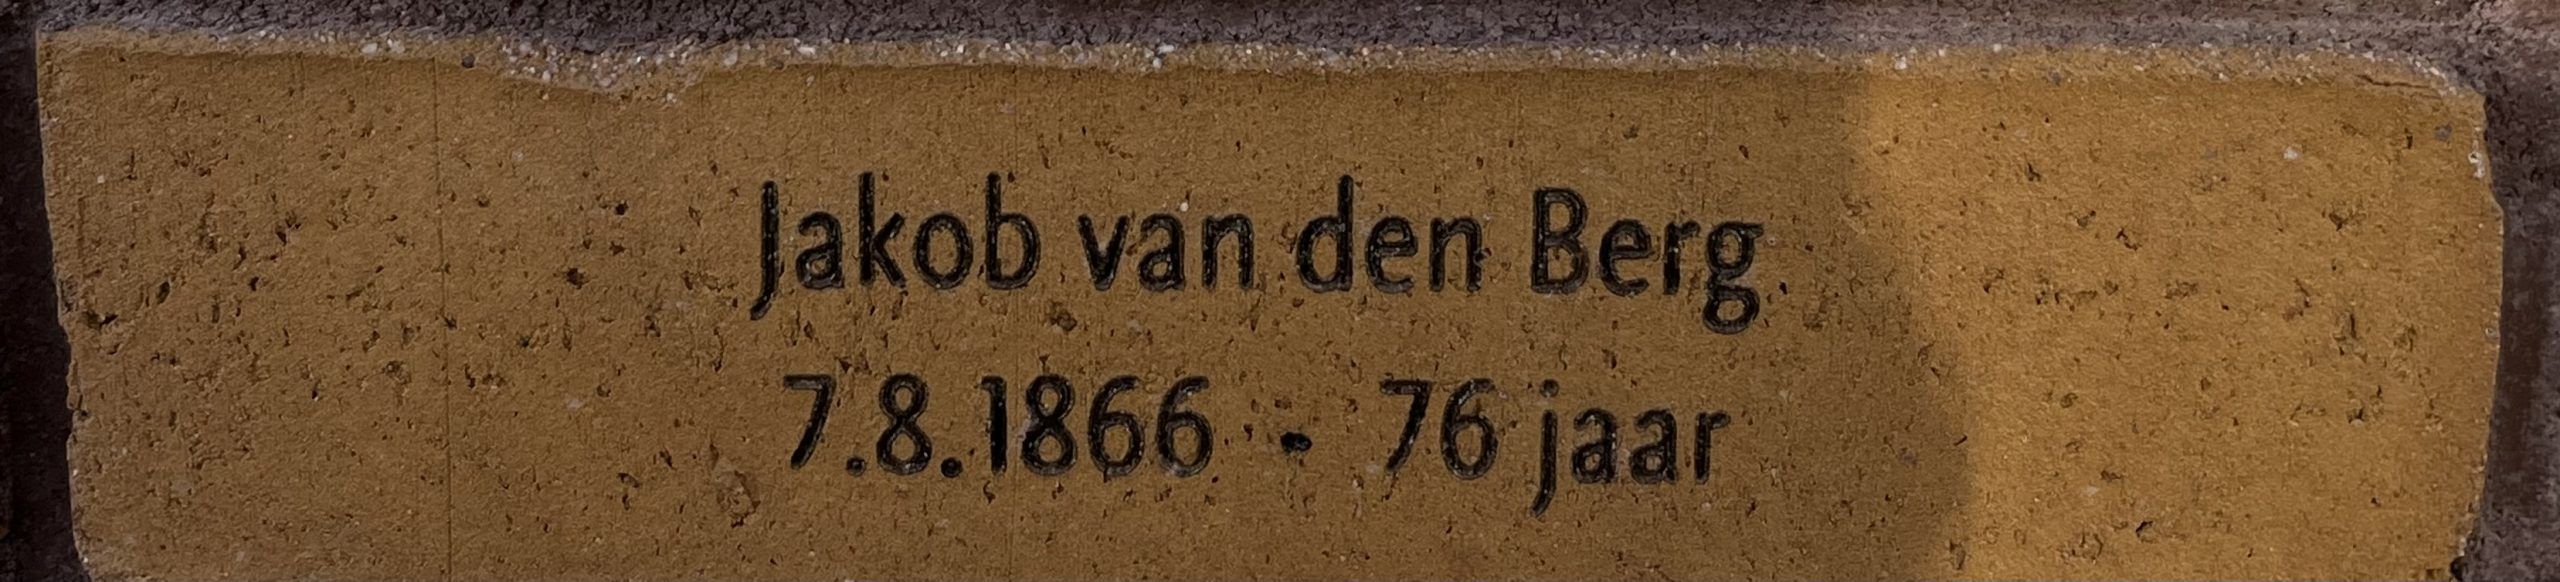 Jakob van den Berg
7.8.1866 · 76 jaar